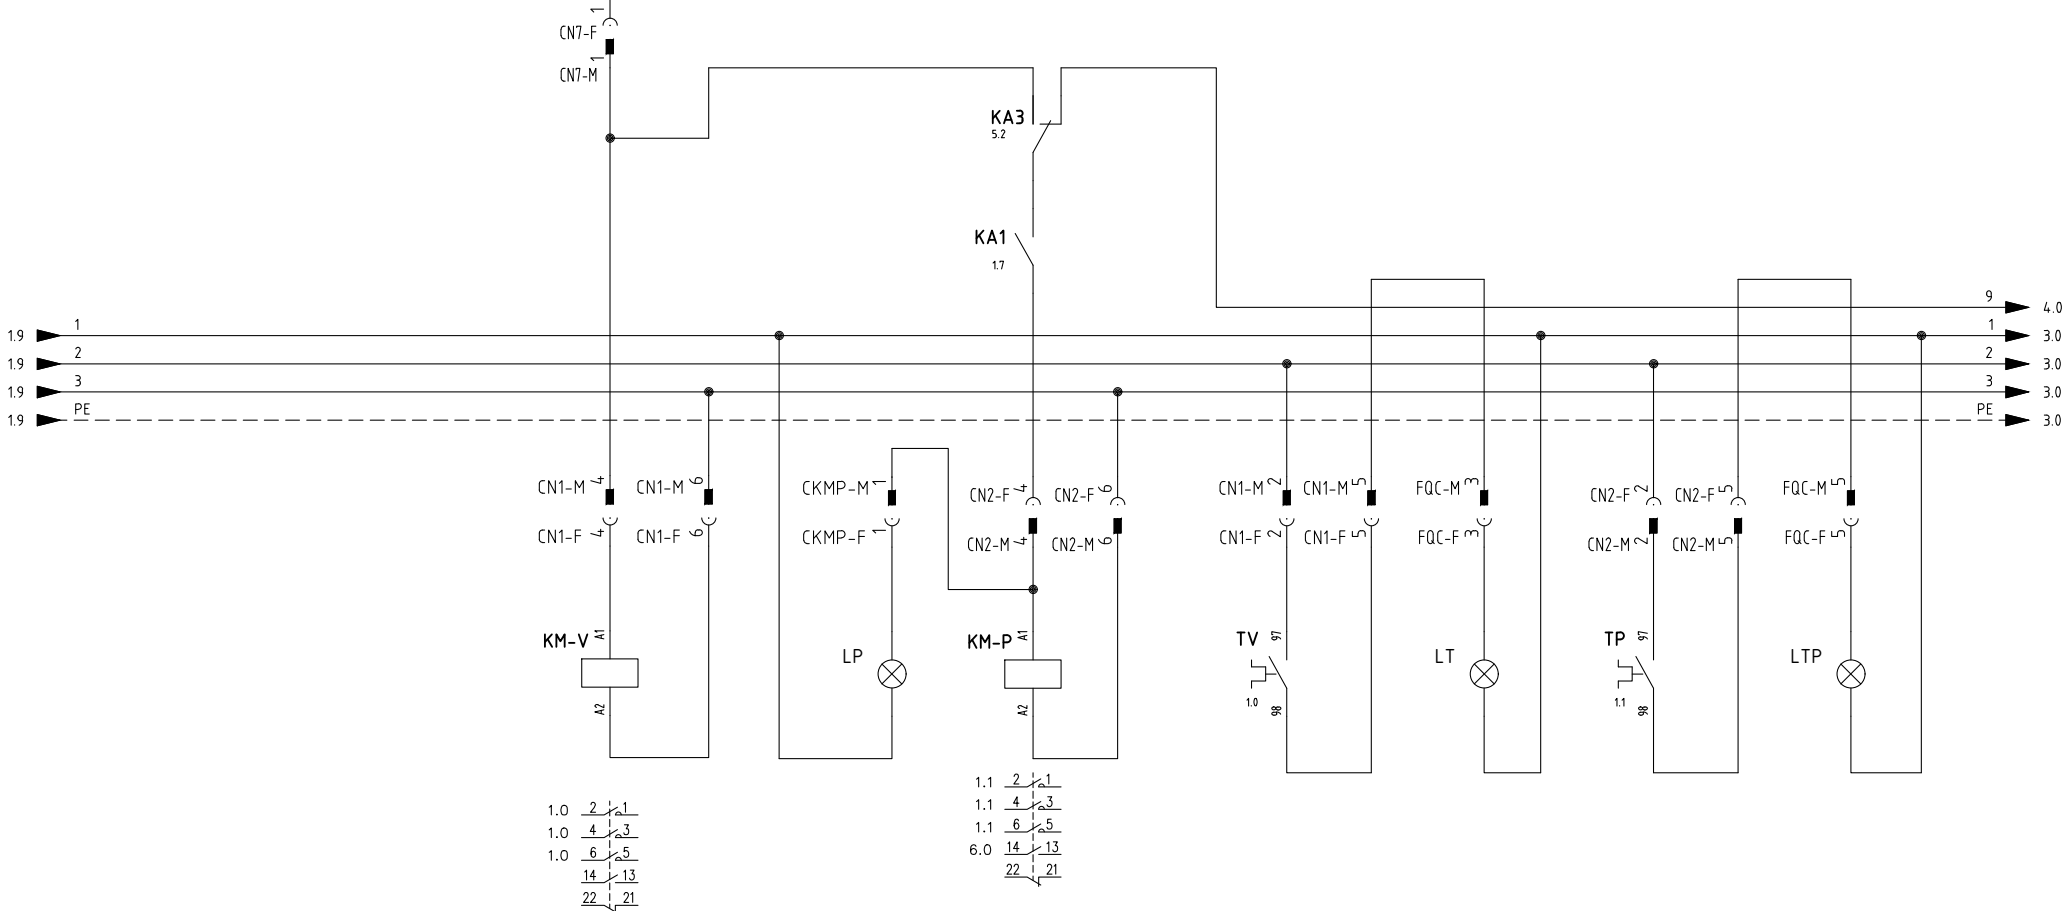 1
CN7-F
1
CN7-M
KA3
5.2
KA1
1.7
9 4.0
1.9 1 1 3.0
1.9 2 2 3.0
1.9 3 3 3.0
1.9 PE PE 3.0
CN1-M 4 CN1-M 6 CKMP-M 1 CN2-F 4 CN2-F 6 CN1-M 2 CN1-M 5 FQC-M 3 CN2-F 2 CN2-F 5 FQC-M 5
CN1-F 4 CN1-F 6 CKMP-F 1 CN2-M 4 CN2-M 6 CN1-F 2 CN1-F 5 FQC-F 3 CN2-M 2 CN2-M 5 FQC-F 5
KM-V A1 KM-P A1 TV 97 TP 97
LP LT LTP
A2 A2 1.0 98 1.1 98
1.1 2 1
1.1 4 3
1.1 6 5
6.0 14 13
22 21
1.0 2 1
1.0 4 3
1.0 6 5
14 13
22 21